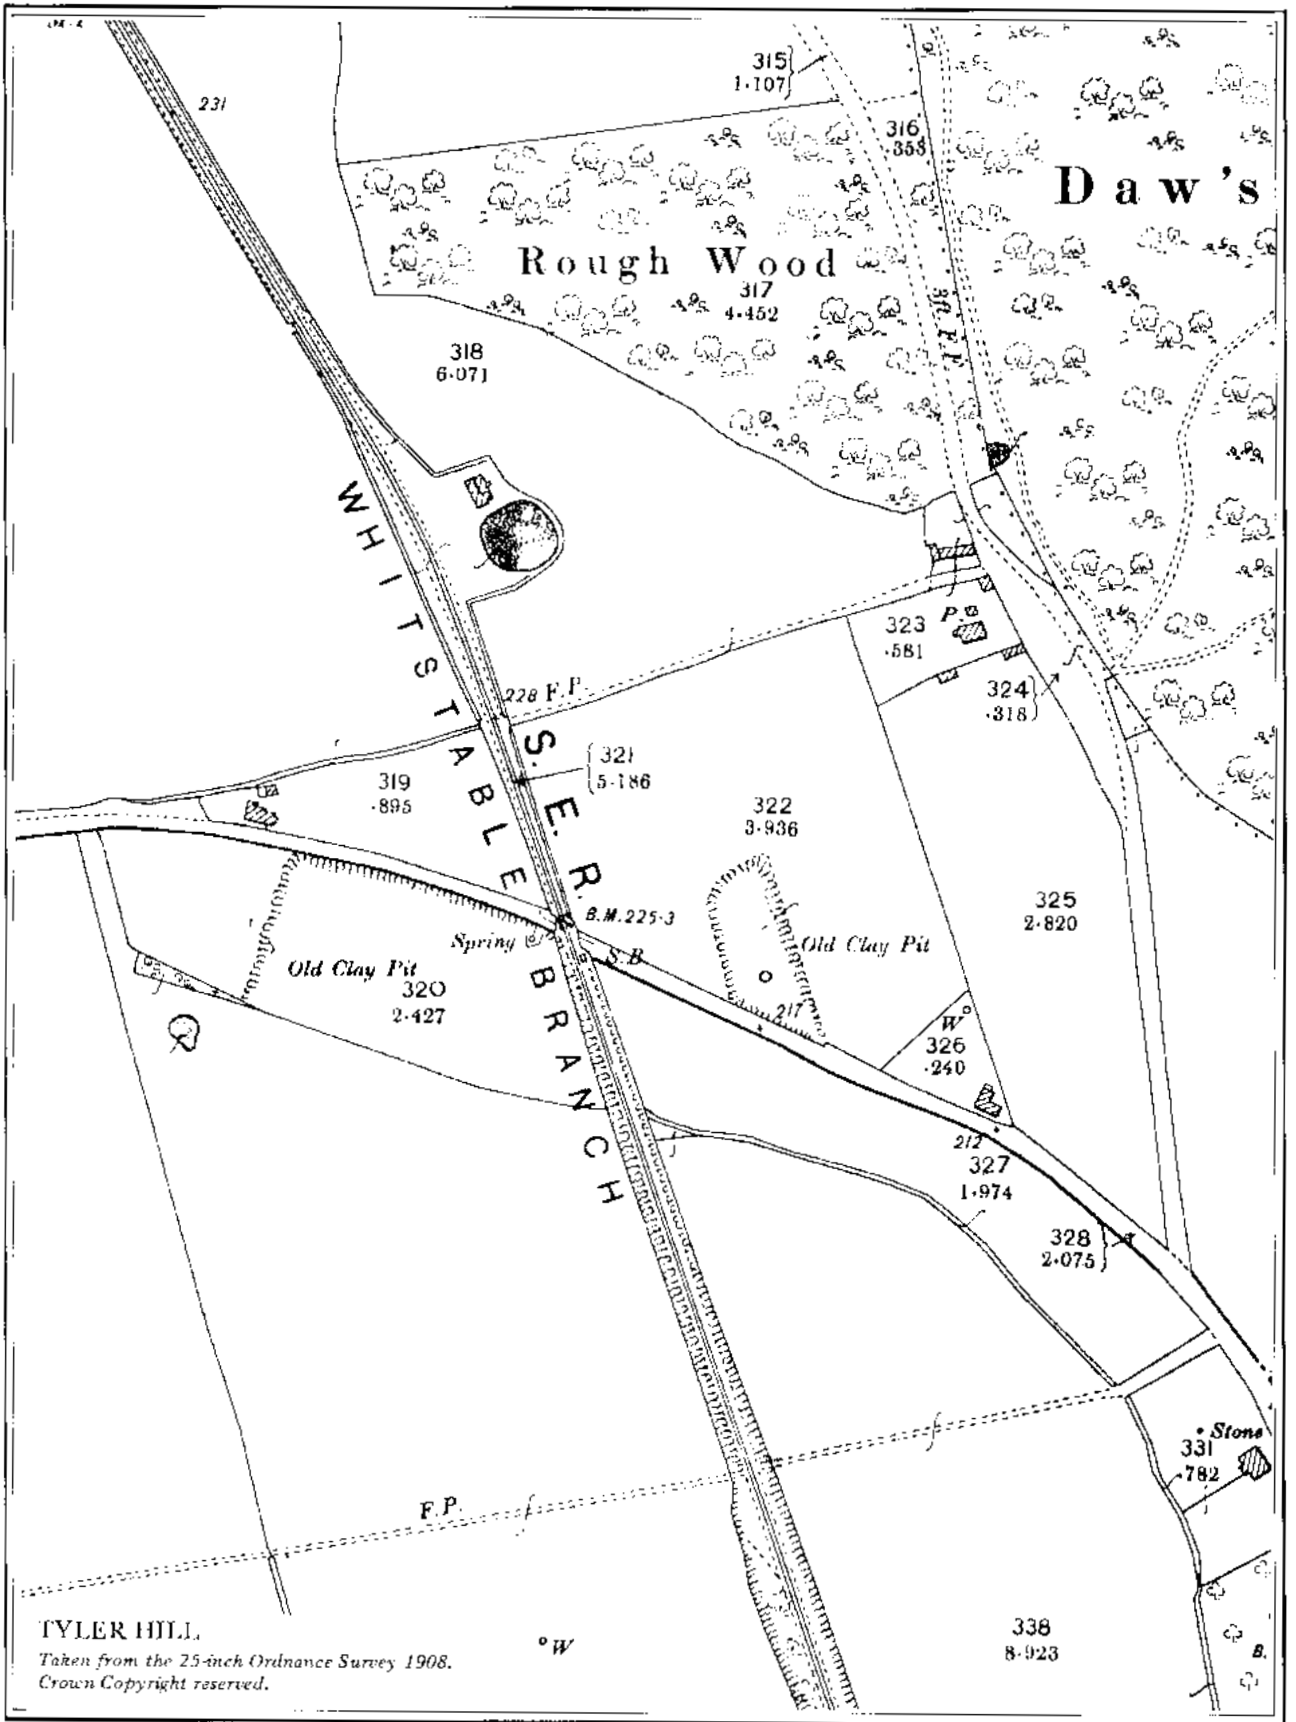 231
315
1·107
316
·358
Daw's
Rough Wood
317
4·452
3ft F.P.
318
6·071
WHITSTABLE BRANCH
S. E. R.
228 F.P.
323
·581
P.
324
·318
321
5·186
319
·895
322
3·936
325
2·820
B.M. 225·3
Spring
S.B
Old Clay Pit
Old Clay Pit
320
2·427
217
W
326
·240
212
327
1·974
328
2·075
Stone
331
·782
F.P.
338
8·923
W
B.
TYLER HILL
Taken from the 25-inch Ordnance Survey 1908.
Crown Copyright reserved.